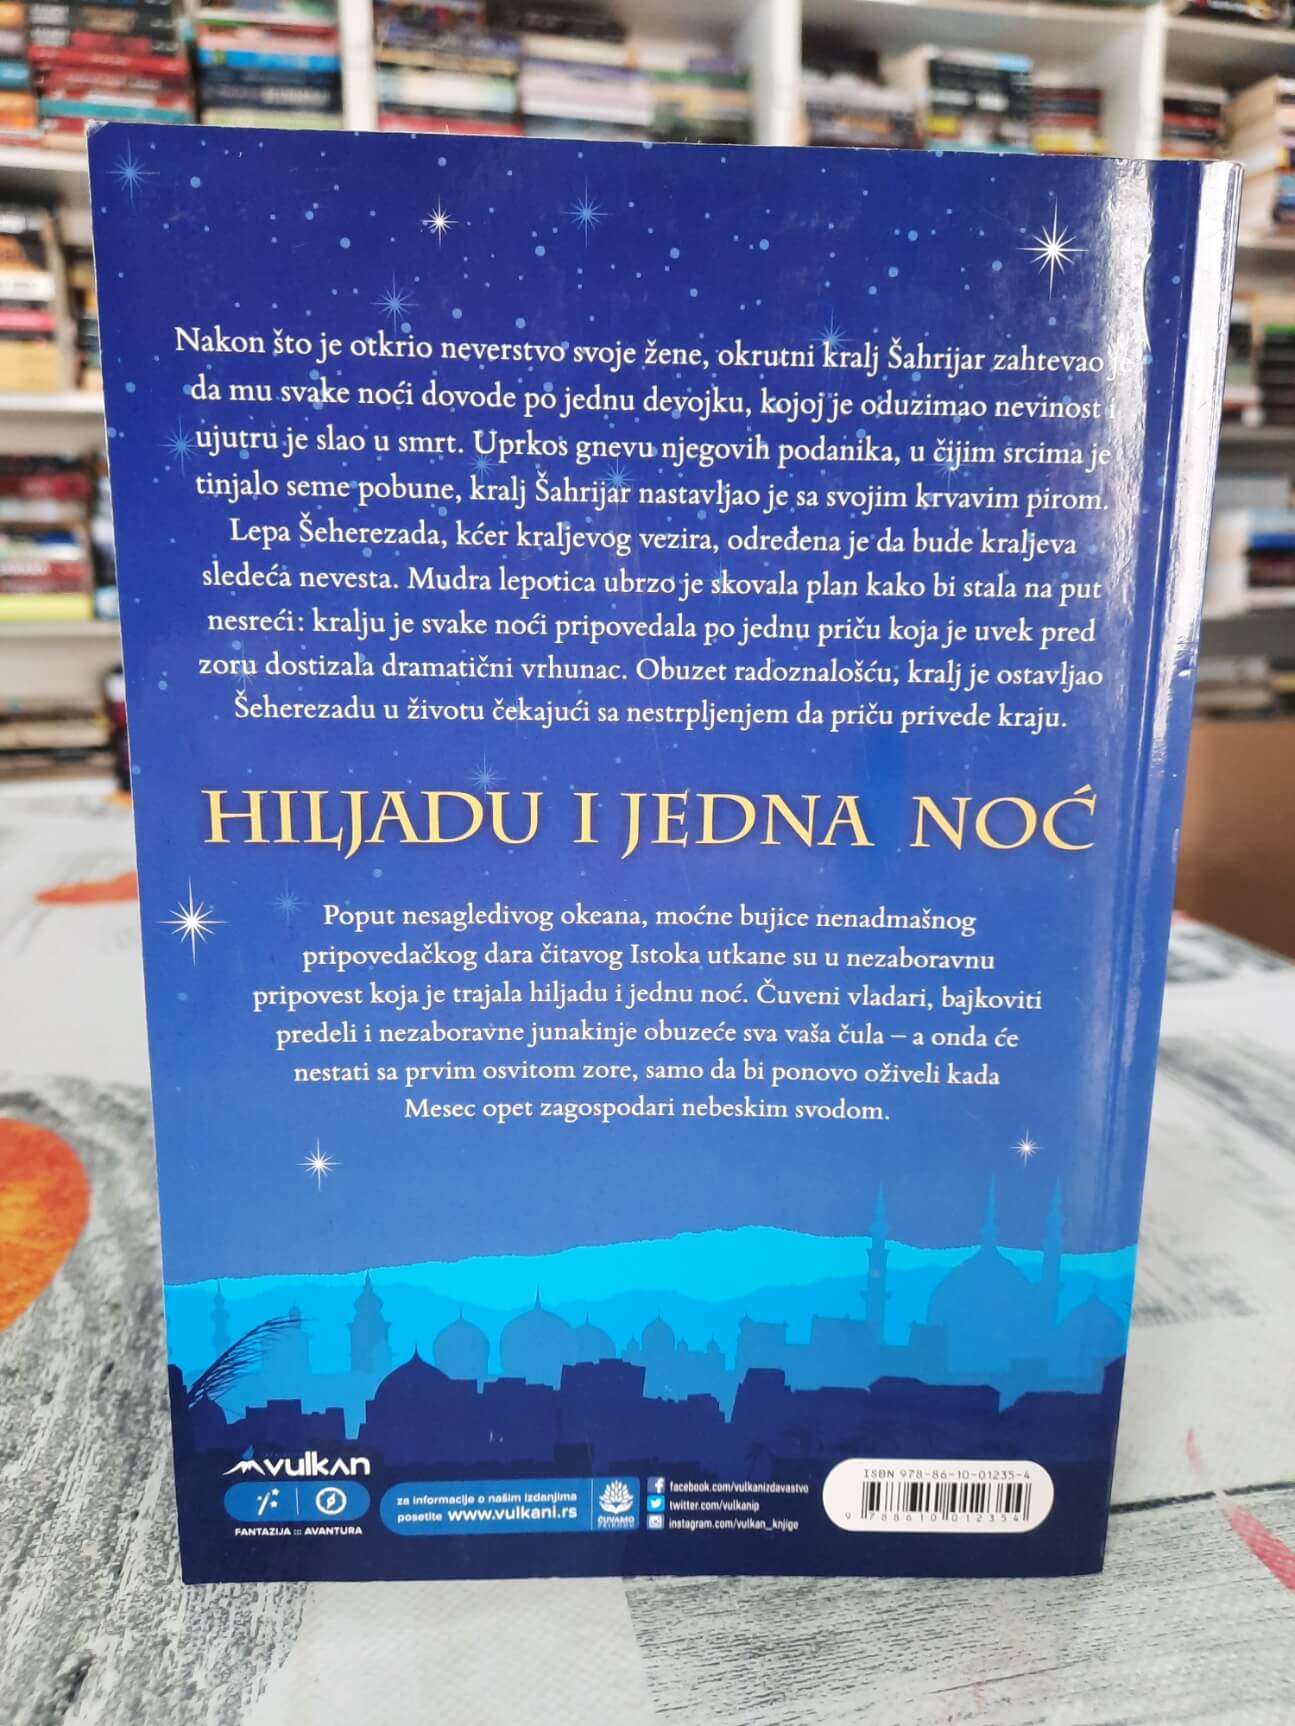 Nakon što je otkrio neverstvo svoje žene, okrutni kralj Šahrijar zahtevao je
da mu svake noći dovode po jednu devojku, kojoj je oduzimao nevinost i
ujutru je slao u smrt. Uprkos gnevu njegovih podanika, u čijim srcima je
tinjalo seme pobune, kralj Šahrijar nastavljao je sa svojim krvavim pirom.
Lepa Šeherezada, kćer kraljevog vezira, određena je da bude kraljeva
sledeća nevesta. Mudra lepotica ubrzo je skovala plan kako bi stala na put
nesreći: kralju je svake noći pripovedala po jednu priču koja je uvek pred
zoru dostizala dramatični vrhunac. Obuzet radoznalošću, kralj je ostavljao
Šeherezadu u životu čekajući sa nestrpljenjem da priču privede kraju.
HILJADU I JEDNA NOĆ
Poput nesagledivog okeana, moćne bujice nenadmašnog
pripovedačkog dara čitavog Istoka utkane su u nezaboravnu
pripovest koja je trajala hiljadu i jednu noć. Čuveni vladari, bajkoviti
predeli i nezaboravne junakinje obuzeće sva vaša čula – a onda će
nestati sa prvim osvitom zore, samo da bi ponovo oživeli kada
Mesec opet zagospodari nebeskim svodom.
vulkan
FANTAZIJA ::: AVANTURA
za informacije o našim izdanjima
posetite www.vulkani.rs
ČUVAMO
PRIRODU
facebook.com/vulkanizdavastvo
twitter.com/vulkanip
instagram.com/vulkan_knjige
ISBN 978-86-10-01235-4
9 788610 012354